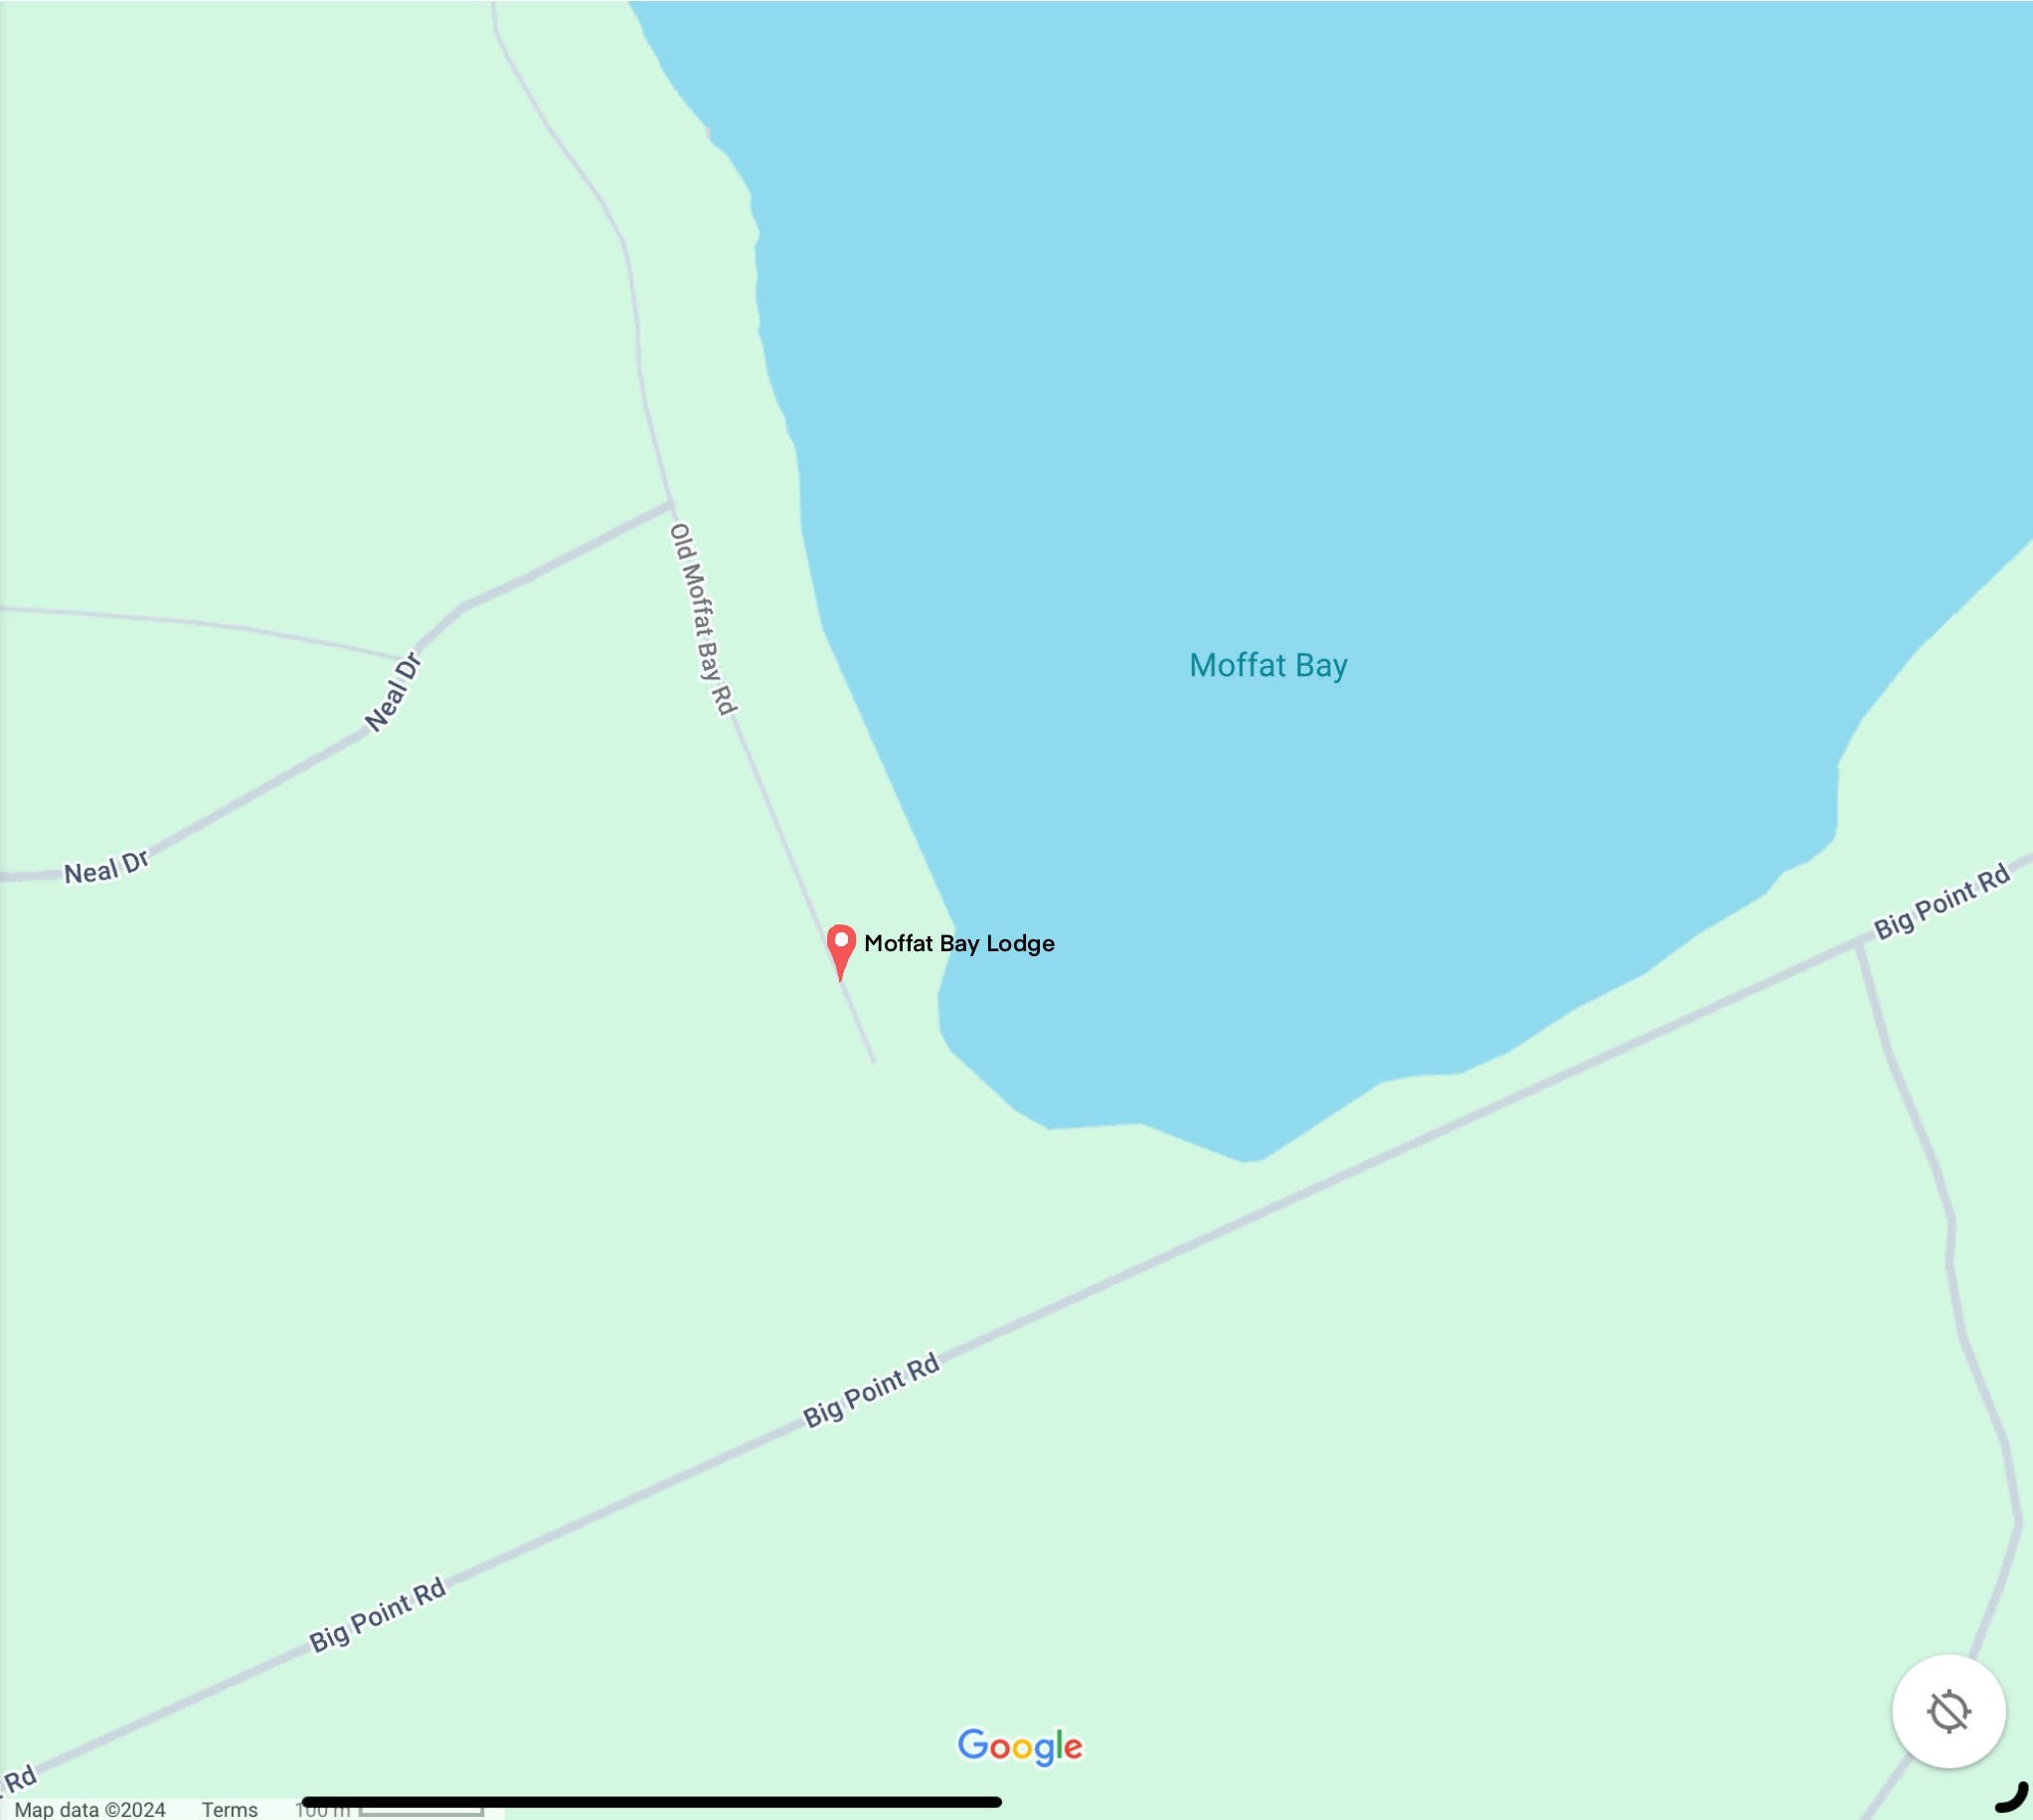 Old Moffat Bay Rd
Moffat Bay
Neal Dr
Neal Dr
Big Point Rd
Moffat Bay Lodge
Big Point Rd
Big Point Rd
Rd
Google
Map data ©2024 Terms 100 m